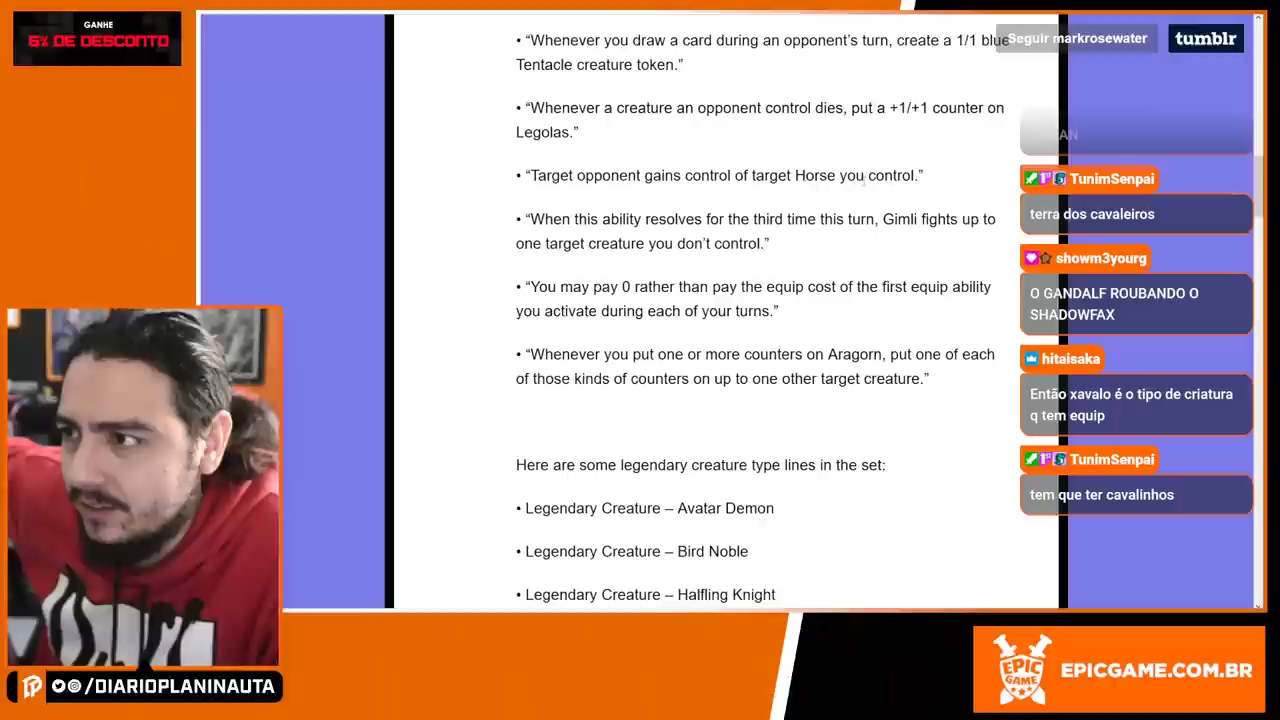 GANHE
6% DE DESCONTO
• “Whenever you draw a card during an opponent’s turn, create a 1/1 blue
Tentacle creature token.”
• “Whenever a creature an opponent control dies, put a +1/+1 counter on
Legolas.”
• “Target opponent gains control of target Horse you control.”
• “When this ability resolves for the third time this turn, Gimli fights up to
one target creature you don’t control.”
• “You may pay 0 rather than pay the equip cost of the first equip ability
you activate during each of your turns.”
• “Whenever you put one or more counters on Aragorn, put one of each
of those kinds of counters on up to one other target creature.”
Here are some legendary creature type lines in the set:
• Legendary Creature – Avatar Demon
• Legendary Creature – Bird Noble
• Legendary Creature – Halfling Knight
Seguir markrosewater
tumblr
AN
TunimSenpai
terra dos cavaleiros
showm3yourg
O GANDALF ROUBANDO O
SHADOWFAX
hitaisaka
Então xavalo é o tipo de criatura
q tem equip
TunimSenpai
tem que ter cavalinhos
/DIARIOPLANINAUTA
EPIC
GAME
EPICGAME.COM.BR